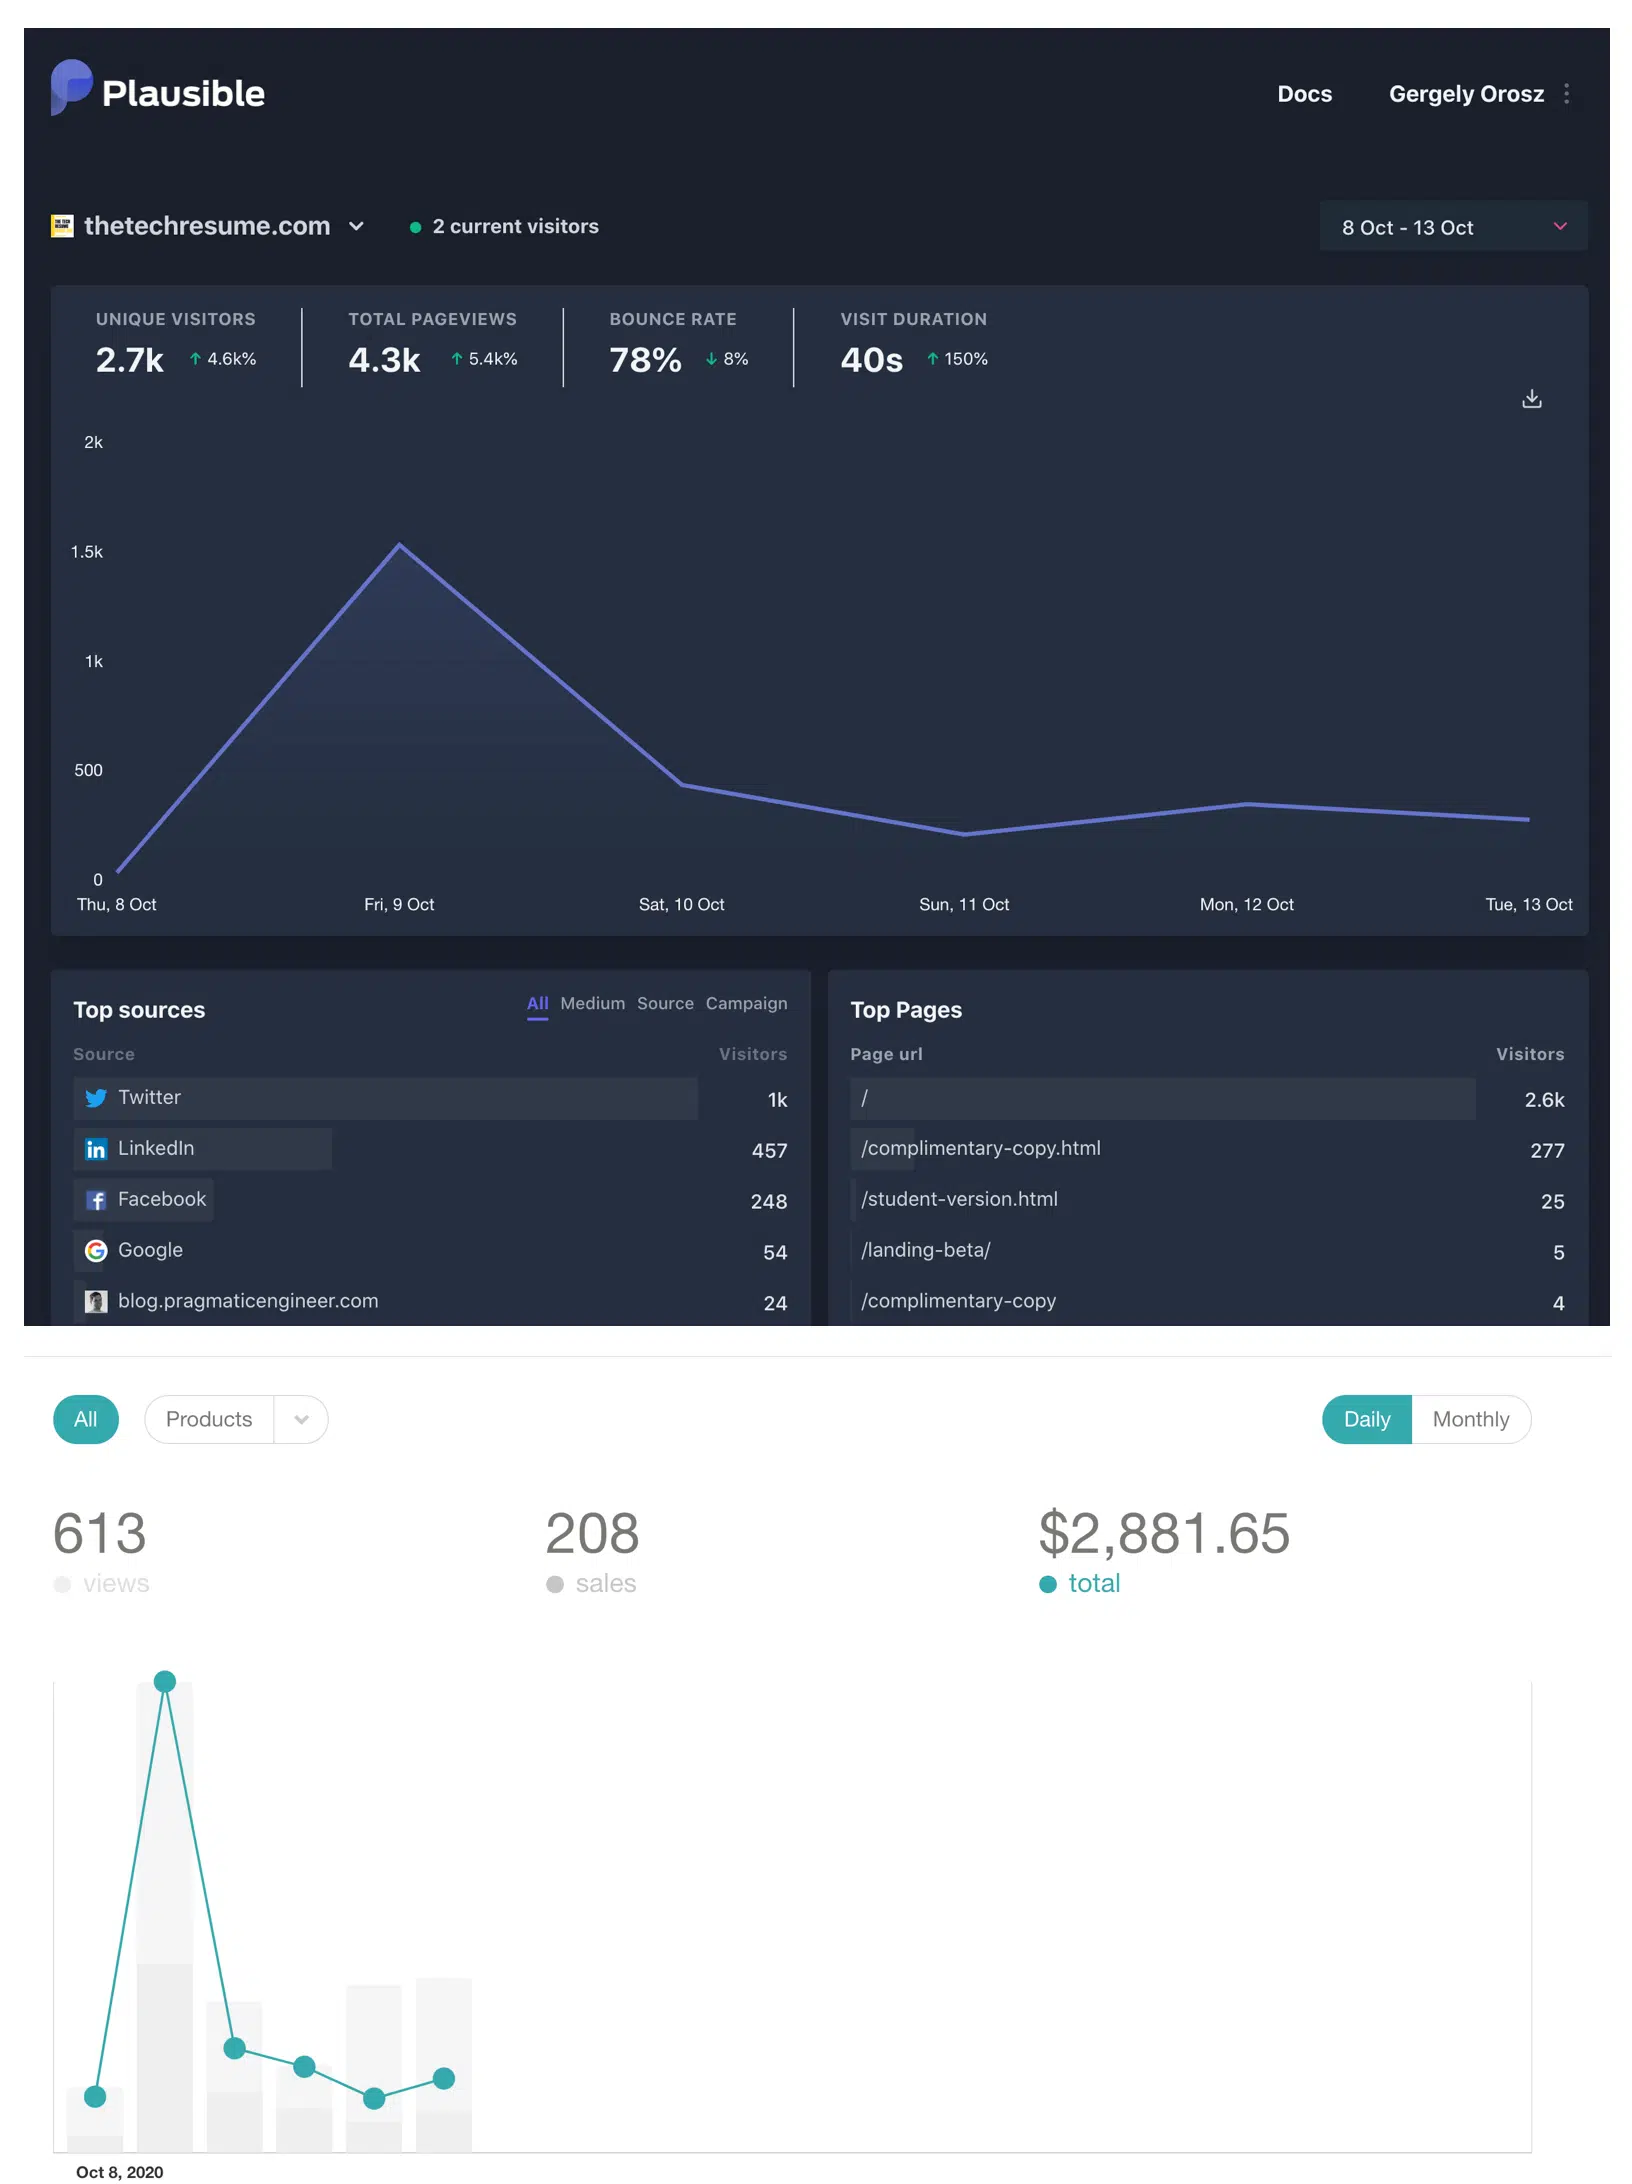 Plausible
Docs Gergely Orosz
thetechresume.com 2 current visitors 8 Oct - 13 Oct
UNIQUE VISITORS TOTAL PAGEVIEWS BOUNCE RATE VISIT DURATION
2.7k ↑ 4.6k% 4.3k ↑ 5.4k% 78% ↓ 8% 40s ↑ 150%
2k
1.5k
1k
500
0
Thu, 8 Oct Fri, 9 Oct Sat, 10 Oct Sun, 11 Oct Mon, 12 Oct Tue, 13 Oct
Top sources All Medium Source Campaign
Source Visitors
Twitter 1k
LinkedIn 457
Facebook 248
Google 54
blog.pragmaticengineer.com 24
Top Pages
Page url Visitors
/ 2.6k
/complimentary-copy.html 277
/student-version.html 25
/landing-beta/ 5
/complimentary-copy 4
All Products Daily Monthly
613 208 $2,881.65
views sales total
Oct 8, 2020